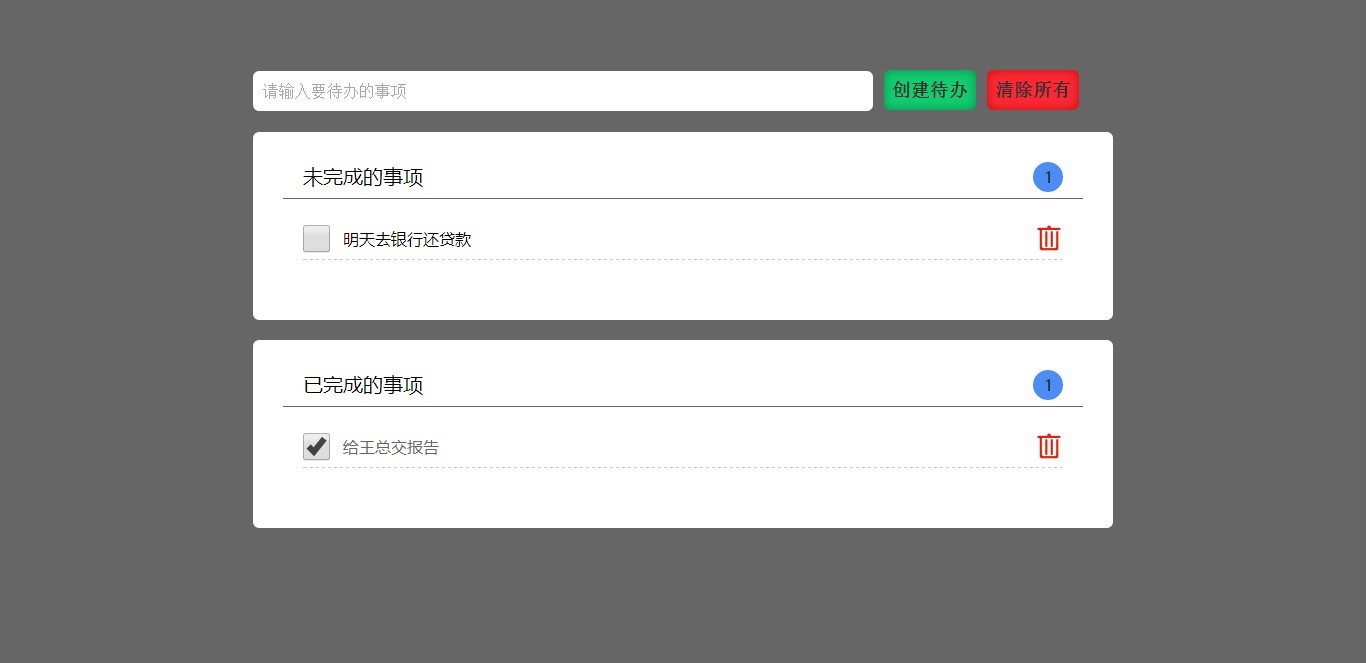 请输入要待办的事项 创建待办 清除所有
未完成的事项 1
明天去银行还贷款
已完成的事项 1
给王总交报告